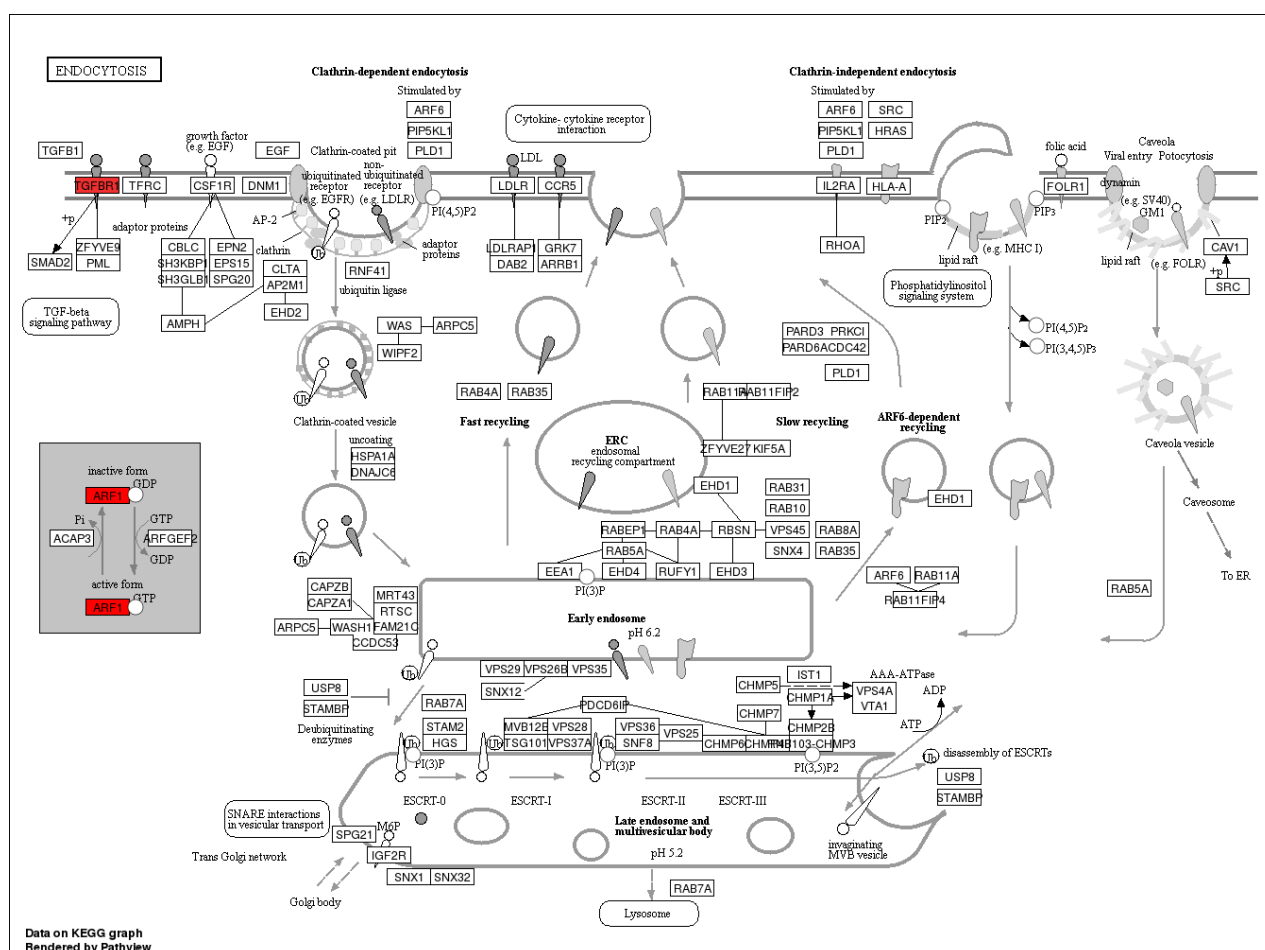 ENDOCYTOSIS
Clathrin-dependent endocytosis
Stimulated by
ARF6
PIP5KL1
PLD1
Cytokine- cytokine receptor
interaction
Clathrin-independent endocytosis
Stimulated by
ARF6
SRC
PIP5KL1
HRAS
PLD1
TGFB1
growth factor
(e.g. EGF)
EGF
Clathrin-coated pit
non-
ubiquitinated
receptor
(e.g. LDLR)
ubiquitinated
receptor
(e.g. EGFR)
LDL
folic acid
Caveola
Viral entry
Potocytosis
TGFBR1
TFRC
CSF1R
DNM1
LDLR
CCR5
IL2RA
HLA-A
FOLR1
dynamin
(e.g. SV40)
GM1
+p
AP-2
PI(4,5)P2
PIP2
PIP3
adaptor proteins
clathrin
Ub
adaptor
proteins
SMAD2
ZFYVE9
PML
CBLC
SH3KBP1
SH3GLB1
EPN2
EPS15
SPG20
CLTA
AP2M1
EHD2
AMPH
RNF41
ubiquitin ligase
LDLRAP1
DAB2
GRK7
ARRB1
RHOA
lipid raft
(e.g. MHC I)
lipid raft
(e.g. FOLR)
CAV1
+p
SRC
TGF-beta
signaling pathway
Phosphatidylinositol
signaling system
WAS
ARPC5
WIPF2
PARD3
PRKCI
PARD6A
CDC42
PLD1
PI(4,5)P2
PI(3,4,5)P3
Ub
Clathrin-coated vesicle
RAB4A
RAB35
Fast recycling
RAB11A
RAB11FIP2
Slow recycling
ARF6-dependent
recycling
Caveola vesicle
uncoating
HSPA1A
DNAJC6
ERC
endosomal
recycling compartment
ZFYVE27
KIF5A
inactive form
GDP
ARF1
Pi
GTP
ACAP3
ARFGEF2
GDP
active form
GTP
ARF1
EHD1
RAB31
RAB10
EHD1
Caveosome
Ub
RABEP1
RAB4A
RBSN
VPS45
RAB8A
RAB5A
SNX4
RAB35
EEA1
EHD4
RUFY1
EHD3
PI(3)P
ARF6
RAB11A
RAB11FIP4
To ER
RAB5A
CAPZB
CAPZA1
MRT43
RTSC
FAM21C
ARPC5
WASH1
CCDC53
Early endosome
pH 6.2
Ub
VPS29
VPS26B
VPS35
SNX12
IST1
CHMP5
CHMP1A
AAA-ATPase
VPS4A
VTA1
ADP
ATP
USP8
STAMBP
Deubiquitinating
enzymes
RAB7A
PDCD6IP
CHMP7
STAM2
HGS
MVB12B
VPS28
TSG101
VPS37A
VPS36
SNF8
VPS25
CHMP2B
CHMP6
Ub
Ub
Ub
PI(3)P
PI(3)P
PI(3,5)P2
Ub
disassembly of ESCRTs
USP8
STAMBP
ESCRT-0
ESCRT-I
ESCRT-II
ESCRT-III
SNARE interactions
in vesicular transport
Late endosome and
multivesicular body
pH 5.2
invaginating
MVB vesicle
SPG21
M6P
IGF2R
Trans Golgi network
SNX1
SNX32
Golgi body
RAB7A
Lysosome
Data on KEGG graph
Rendered by Pathview